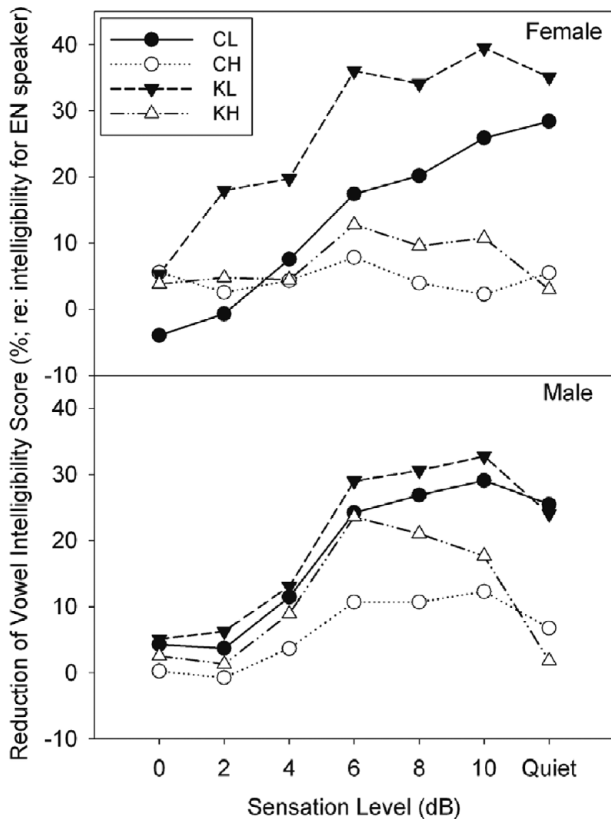 Reduction of Vowel Intelligibility Score (%; re: intelligibility for EN speaker)
Female
CL
CH
KL
KH
40
30
20
10
0
-10
Male
40
30
20
10
0
-10
0 2 4 6 8 10 Quiet
Sensation Level (dB)